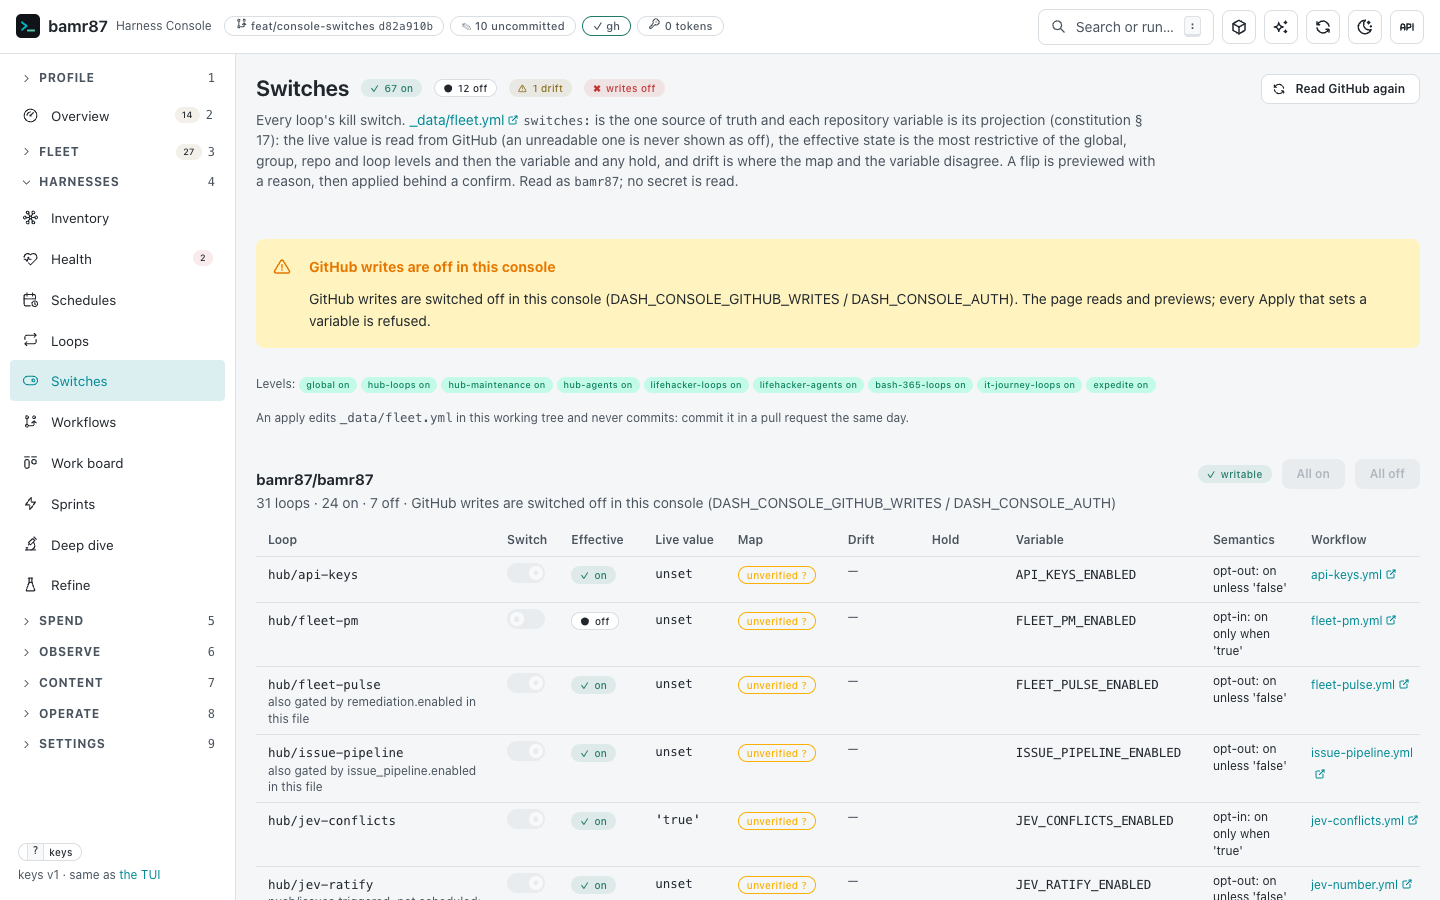 bamr87 Harness Console feat/console-switches d82a910b 10 uncommitted gh 0 tokens Search or run... : API
PROFILE 1
Overview 14 2
FLEET 27 3
HARNESSES 4
Inventory
Health 2
Schedules
Loops
Switches
Workflows
Work board
Sprints
Deep dive
Refine
SPEND 5
OBSERVE 6
CONTENT 7
OPERATE 8
SETTINGS 9
? keys
keys v1 · same as the TUI
Switches 67 on 12 off 1 drift writes off Read GitHub again
Every loop's kill switch. _data/fleet.yml switches: is the one source of truth and each repository variable is its projection (constitution §
17): the live value is read from GitHub (an unreadable one is never shown as off), the effective state is the most restrictive of the global,
group, repo and loop levels and then the variable and any hold, and drift is where the map and the variable disagree. A flip is previewed with
a reason, then applied behind a confirm. Read as bamr87; no secret is read.
GitHub writes are off in this console
GitHub writes are switched off in this console (DASH_CONSOLE_GITHUB_WRITES / DASH_CONSOLE_AUTH). The page reads and previews; every Apply that sets a
variable is refused.
Levels: global on hub-loops on hub-maintenance on hub-agents on lifehacker-loops on lifehacker-agents on bash-365-loops on it-journey-loops on expedite on
An apply edits _data/fleet.yml in this working tree and never commits: commit it in a pull request the same day.
bamr87/bamr87 writable All on All off
31 loops · 24 on · 7 off · GitHub writes are switched off in this console (DASH_CONSOLE_GITHUB_WRITES / DASH_CONSOLE_AUTH)
Loop Switch Effective Live value Map Drift Hold Variable Semantics Workflow
hub/api-keys on unset unverified ? — API_KEYS_ENABLED opt-out: on api-keys.yml
unless 'false'
hub/fleet-pm off unset unverified ? — FLEET_PM_ENABLED opt-in: on fleet-pm.yml
only when
'true'
hub/fleet-pulse on unset unverified ? — FLEET_PULSE_ENABLED opt-out: on fleet-pulse.yml
also gated by remediation.enabled in unless 'false'
this file
hub/issue-pipeline on unset unverified ? — ISSUE_PIPELINE_ENABLED opt-out: on issue-pipeline.yml
also gated by issue_pipeline.enabled unless 'false'
in this file
hub/jev-conflicts on 'true' unverified ? — JEV_CONFLICTS_ENABLED opt-in: on jev-conflicts.yml
only when
'true'
hub/jev-ratify on unset unverified ? — JEV_RATIFY_ENABLED opt-out: on jev-number.yml
unless 'false'